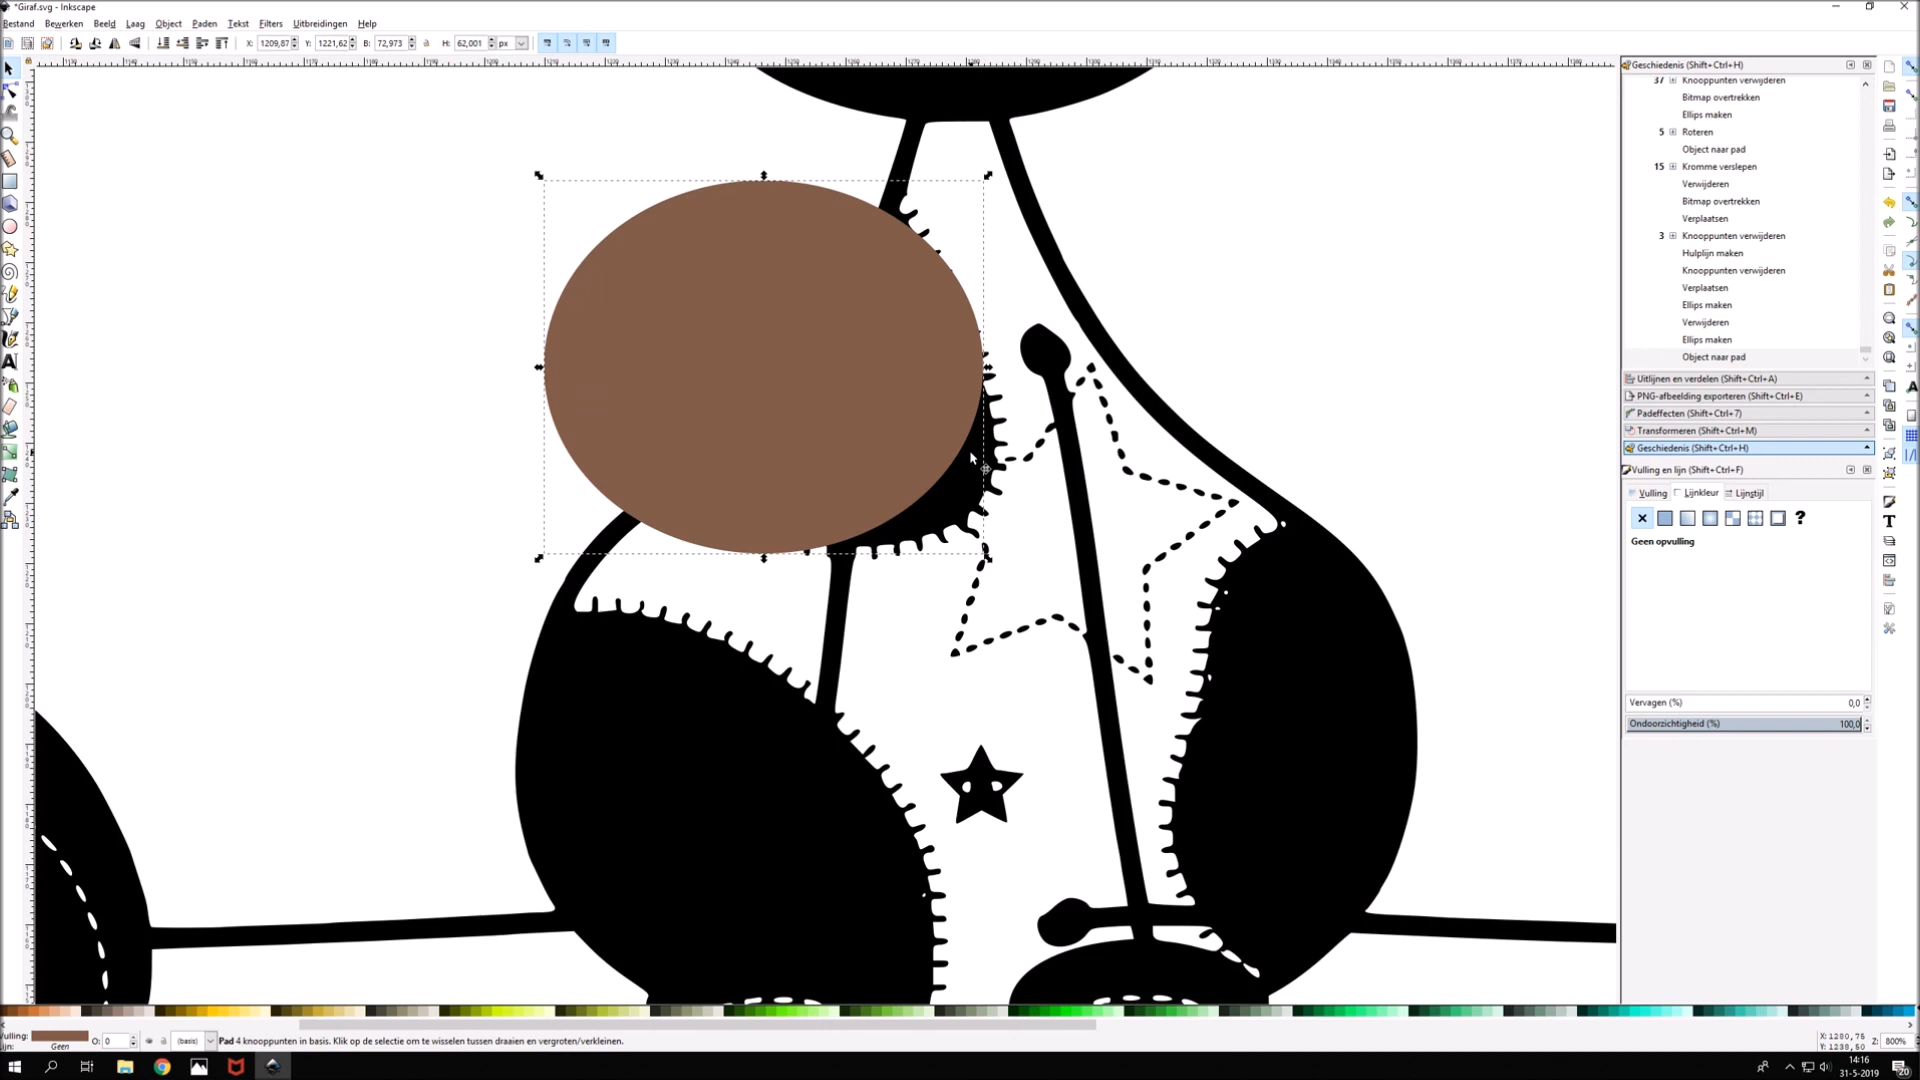 *Giraf.svg - Inkscape
Bestand Bewerken Beeld Laag Object Paden Tekst Filters Uitbreidingen Help
X: 1209,87 Y: 1221,62 B: 72,973 H: 62,001 px
Geschiedenis (Shift+Ctrl+H)
37 Knooppunten verwijderen
Bitmap overtrekken
Ellips maken
5 Roteren
Object naar pad
15 Kromme verslepen
Verwijderen
Bitmap overtrekken
Verplaatsen
3 Knooppunten verwijderen
Hulplijn maken
Knooppunten verwijderen
Verplaatsen
Ellips maken
Verwijderen
Ellips maken
Object naar pad
Uitlijnen en verdelen (Shift+Ctrl+A)
PNG-afbeelding exporteren (Shift+Ctrl+E)
Padeffecten (Shift+Ctrl+7)
Transformeren (Shift+Ctrl+M)
Geschiedenis (Shift+Ctrl+H)
Vulling en lijn (Shift+Ctrl+F)
Vulling Lijnkleur Lijnstijl
?
Geen opvulling
Vervagen (%) 0,0
Ondoorzichtigheid (%) 100,0
Vulling: O: 0 (basis) Pad 4 knooppunten in basis. Klik op de selectie om te wisselen tussen draaien en vergroten/verkleinen.
Lijn: Geen
X:1280,75
Y:1238,50
Z: 800%
14:16
31-5-2019
20